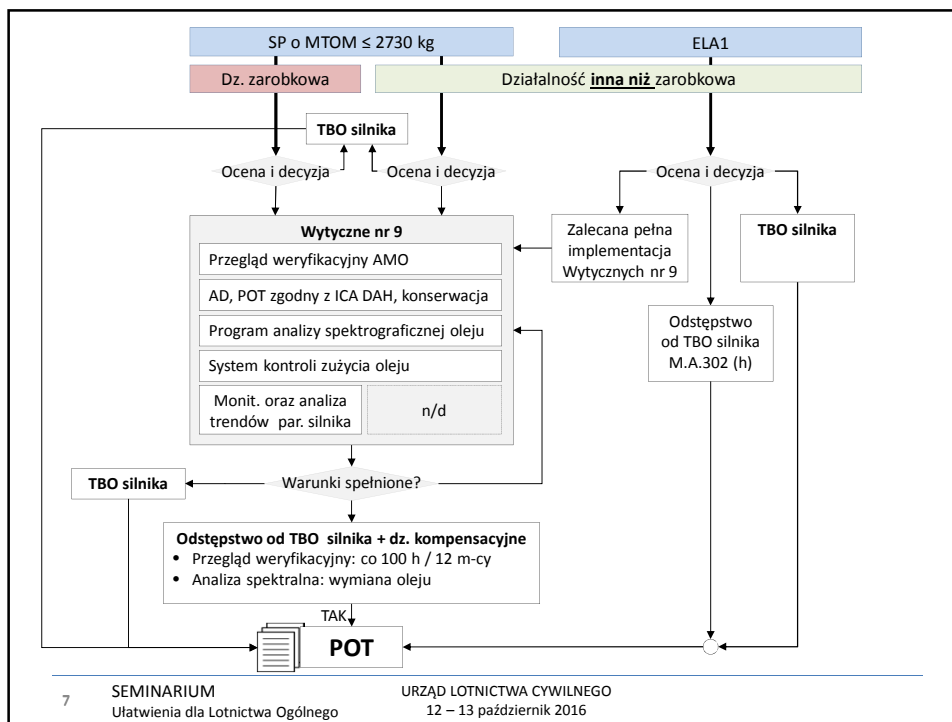 SP o MTOM ≤ 2730 kg
ELA1
Dz. zarobkowa
Działalność inna niż zarobkowa
TBO silnika
Ocena i decyzja
Ocena i decyzja
Ocena i decyzja
Wytyczne nr 9
Przegląd weryfikacyjny AMO
AD, POT zgodny z ICA DAH, konserwacja
Program analizy spektrograficznej oleju
System kontroli zużycia oleju
Monit. oraz analiza
trendów par. silnika
n/d
Zalecana pełna
implementacja
Wytycznych nr 9
TBO silnika
Odstępstwo
od TBO silnika
M.A.302 (h)
TBO silnika
Warunki spełnione?
Odstępstwo od TBO silnika + dz. kompensacyjne
• Przegląd weryfikacyjny: co 100 h / 12 m-cy
• Analiza spektralna: wymiana oleju
TAK
POT
7
SEMINARIUM
Ułatwienia dla Lotnictwa Ogólnego
URZĄD LOTNICTWA CYWILNEGO
12 – 13 październik 2016